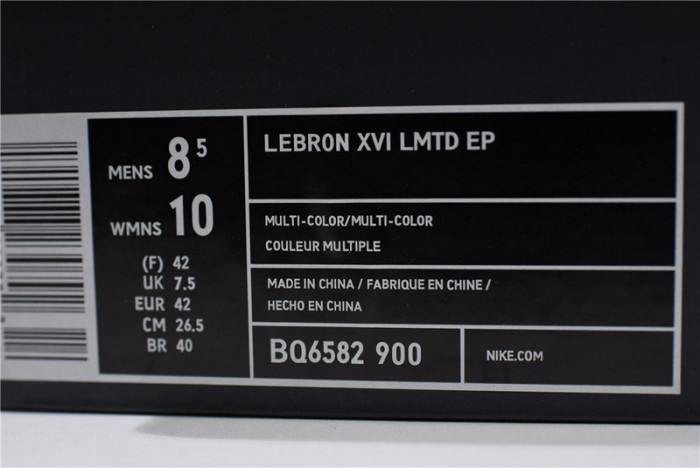 MENS 8 5
WMNS 10
(F) 42
UK 7.5
EUR 42
CM 26.5
BR 40
LEBRON XVI LMTD EP
MULTI-COLOR/MULTI-COLOR
COULEUR MULTIPLE
MADE IN CHINA / FABRIQUE EN CHINE /
HECHO EN CHINA
BQ6582 900
NIKE.COM